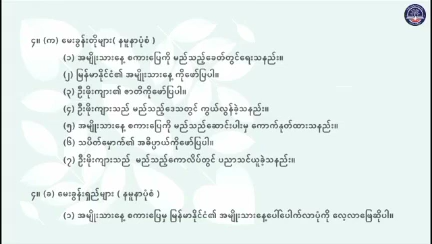 ၄။ (က) မေးခွန်းတိုများ ( နမူနာပုံစံ )
(၁) အမျိုးသားနေ့ စကားပြေကို မည်သည့်ခေတ်တွင်ရေးသနည်း။
(၂) မြန်မာနိုင်ငံ၏ အမျိုးသားနေ့ ကိုဖော်ပြပါ။
(၃) ဦးဖိုးကျား၏ ဇာတိကိုဖော်ပြပါ။
(၄) ဦးဖိုးကျားသည် မည်သည့်ဒေသတွင် ကွယ်လွန်ခဲ့သနည်း။
(၅) အမျိုးသားနေ့ စကားပြေကို မည်သည့်ဆောင်းပါးမှ ကောက်နုတ်ထားသနည်း။
(၆) သပိတ်မှောက်၏ အဓိပ္ပာယ်ကိုဖော်ပြပါ။
(၇) ဦးဖိုးကျားသည် မည်သည့်ကောလိပ်တွင် ပညာသင်ယူခဲ့သနည်း။
၄။ (ခ) မေးခွန်းရှည်များ ( နမူနာပုံစံ )
(၁) အမျိုးသားနေ့ စကားပြေမှ မြန်မာနိုင်ငံ၏ အမျိုးသားနေ့ပေါ်ပေါက်လာပုံကို လေ့လာဖြေဆိုပါ။